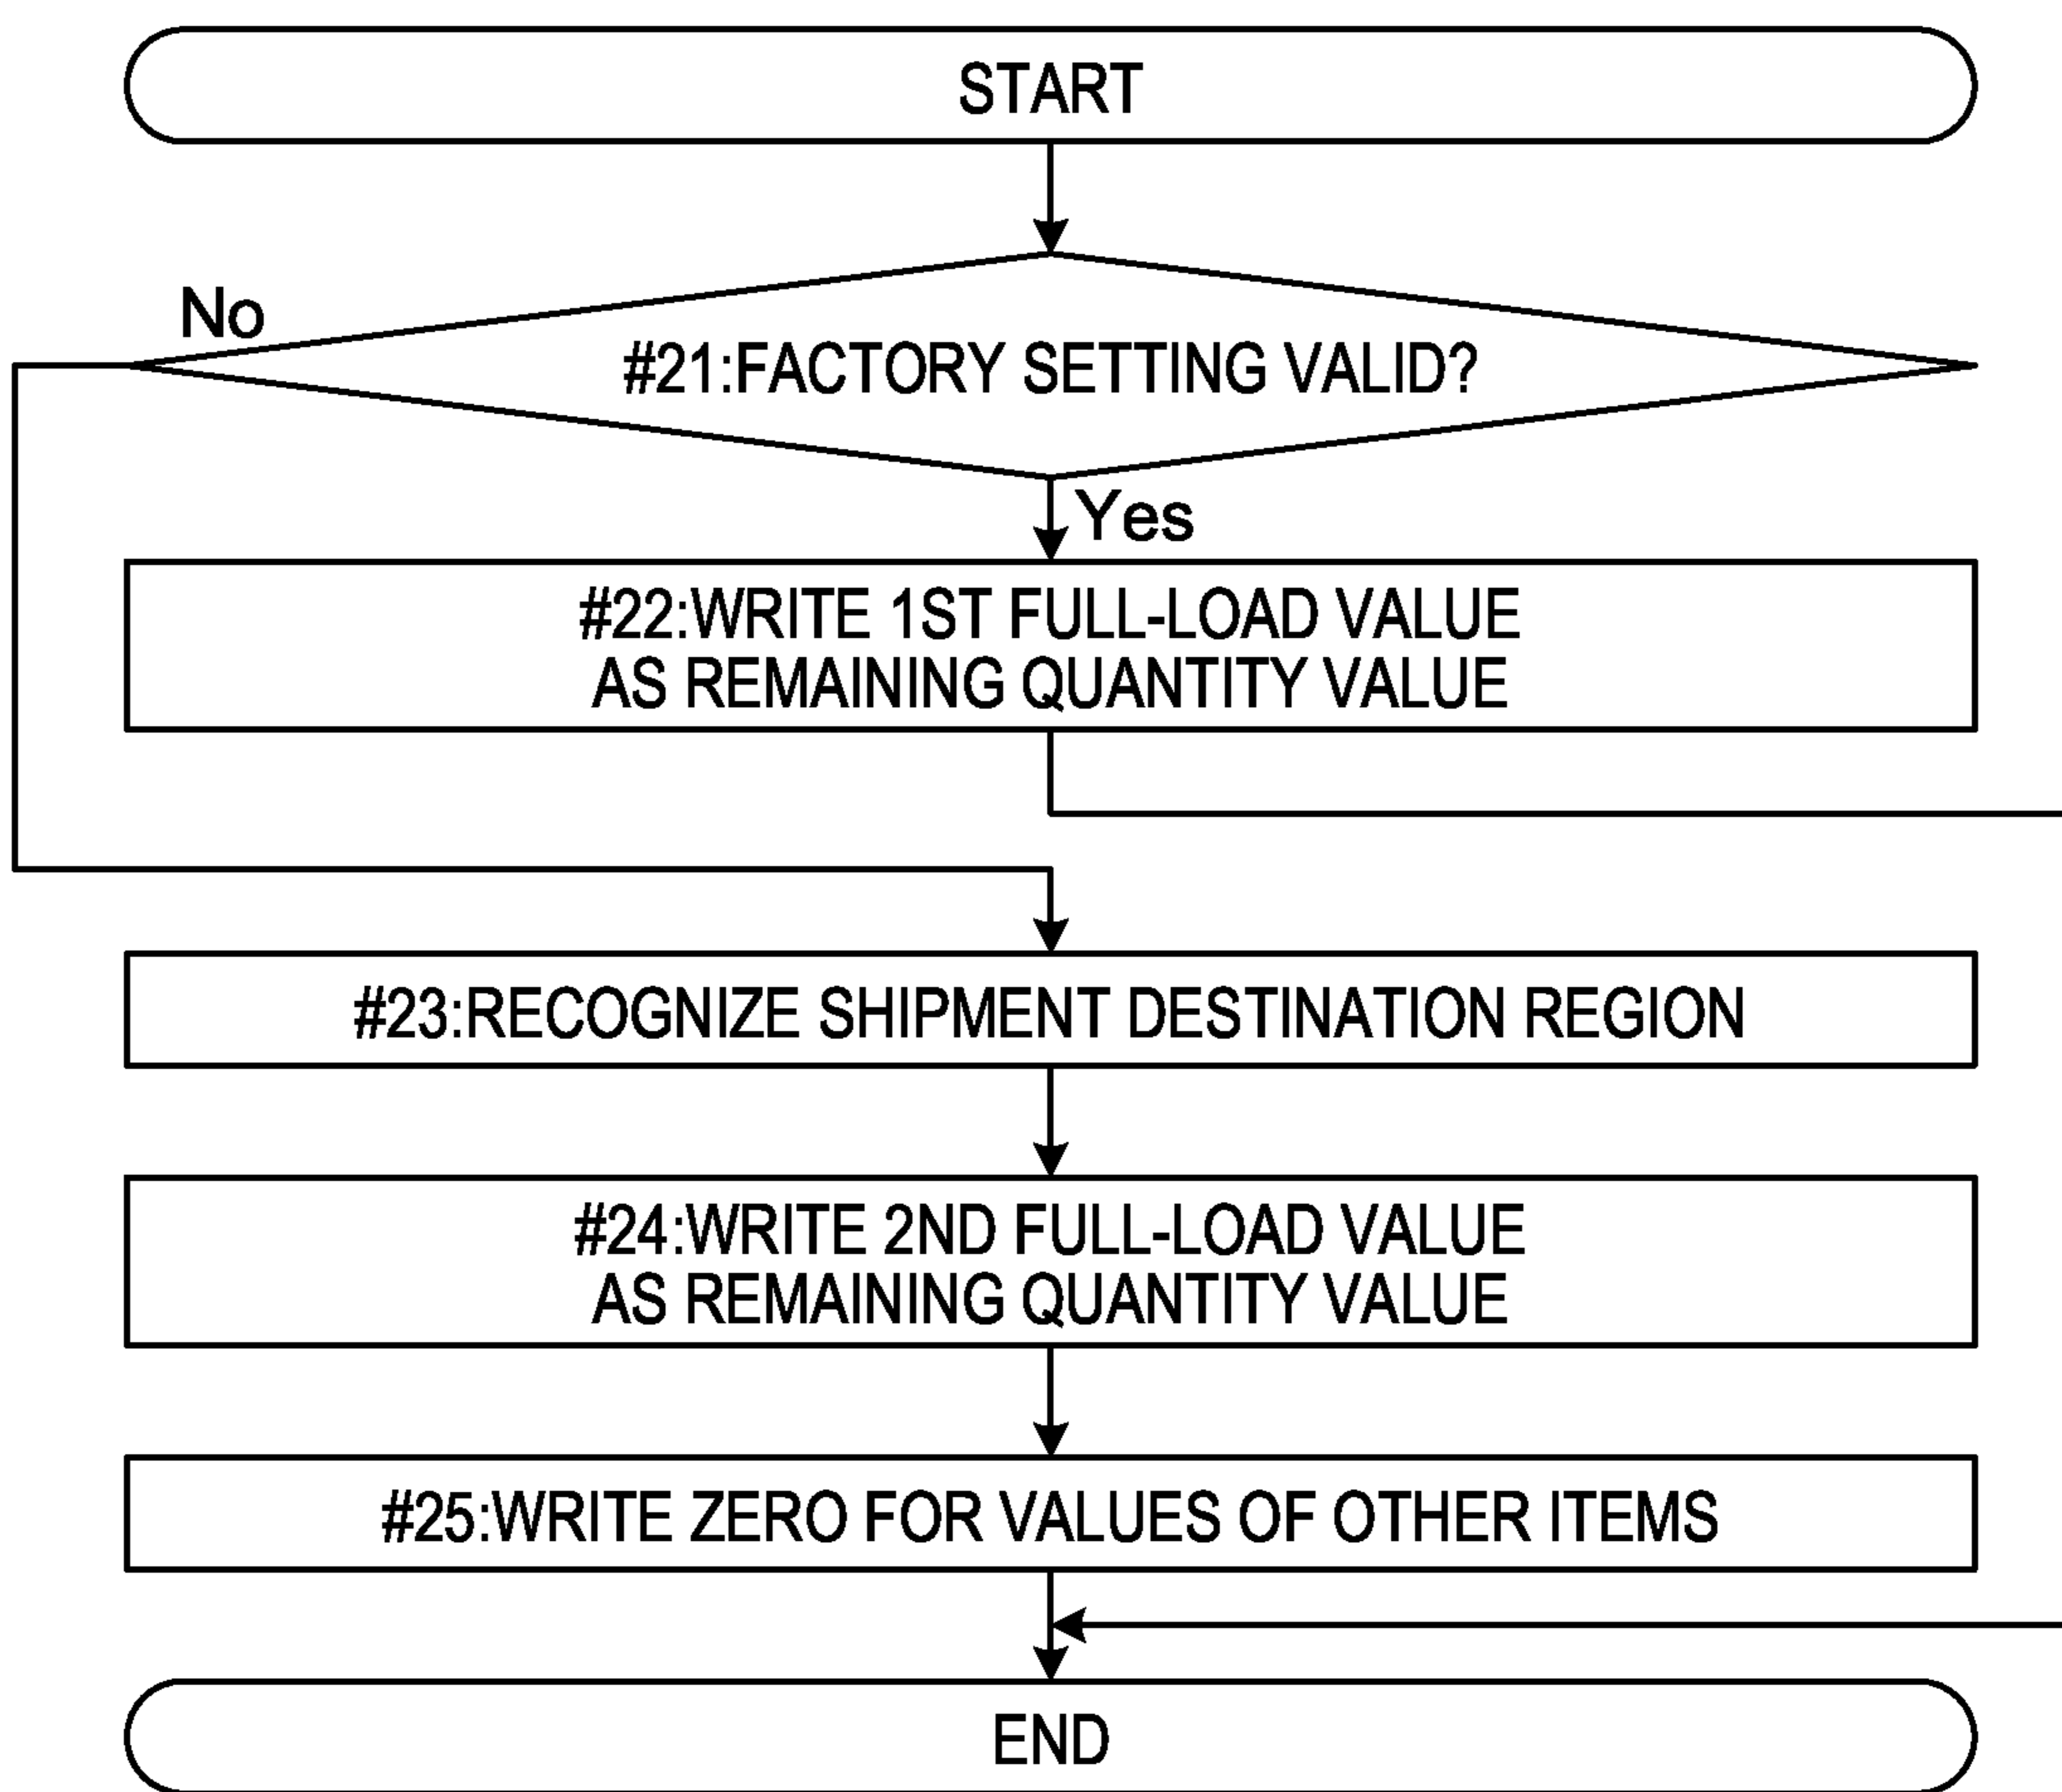 START
No
#21:FACTORY SETTING VALID?
Yes
#22:WRITE 1ST FULL-LOAD VALUE
AS REMAINING QUANTITY VALUE
#23:RECOGNIZE SHIPMENT DESTINATION REGION
#24:WRITE 2ND FULL-LOAD VALUE
AS REMAINING QUANTITY VALUE
#25:WRITE ZERO FOR VALUES OF OTHER ITEMS
END